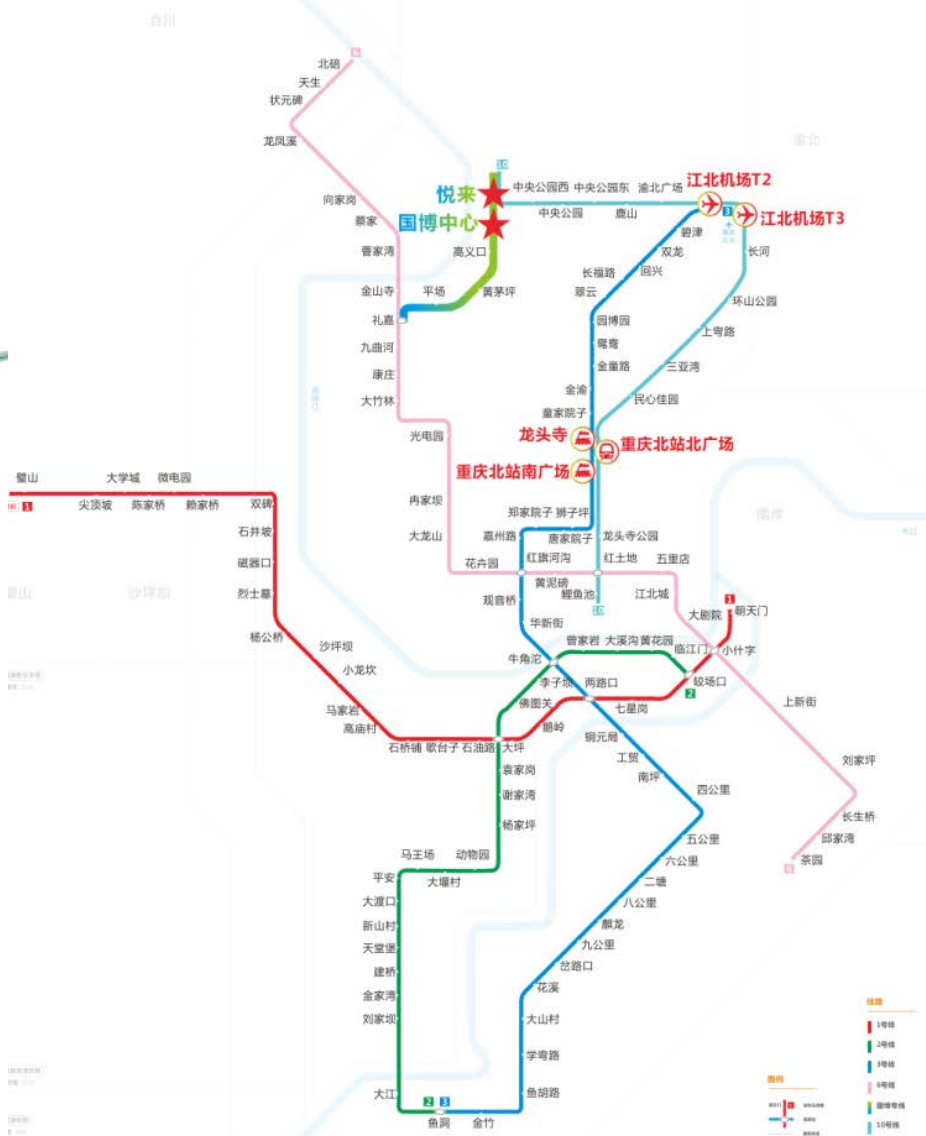 合川
6
北碚
天生
状元碑
龙凤溪
渝北
向家岗
蔡家
曹家湾
金山寺
礼嘉
九曲河
康庄
大竹林
光电园
冉家坝
大龙山
花卉园
悦来
国博中心
高义口
平场
黄茅坪
中央公园西
中央公园东
渝北广场
江北机场T2
中央公园
鹿山
3
江北机场T3
碧津
双龙
回兴
长福路
翠云
园博园
鸳鸯
金童路
金渝
童家院子
长河
环山公园
上弯路
三亚湾
民心佳园
龙头寺
重庆北站北广场
重庆北站南广场
璧山
大学城
微电园
1
尖顶坡
陈家桥
赖家桥
双碑
石井坡
磁器口
烈士墓
璧山
沙坪坝
南岸
长江
郑家院子
狮子坪
嘉州路
唐家院子
龙头寺公园
红旗河沟
红土地
五里店
黄泥磅
鲤鱼池
观音桥
江北城
华新街
1
大剧院
朝天门
杨公桥
沙坪坝
小龙坎
马家岩
高庙村
石桥铺
歇台子
石油路
大坪
牛角沱
曾家岩
大溪沟
黄花园
临江门
小什字
李子坝
两路口
较场口
2
佛图关
七星岗
鹅岭
铜元局
工贸
南坪
四公里
上新街
刘家坪
长生桥
邱家湾
茶园
6
袁家岗
谢家湾
杨家坪
马王场
动物园
平安
大堰村
大渡口
新山村
天堂堡
建桥
金家湾
刘家坝
大江
2
3
鱼洞
金竹
五公里
六公里
二塘
八公里
麒龙
九公里
岔路口
花溪
大山村
学弯路
鱼胡路
线路
1号线
2号线
3号线
6号线
国博号线
10号线
图例